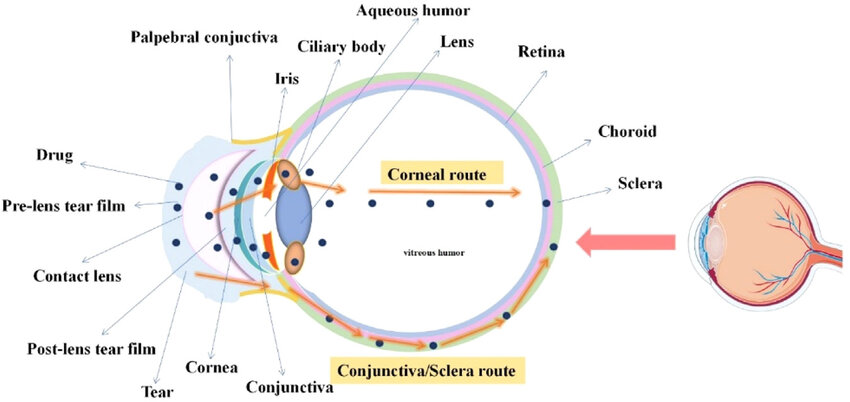 Aqueous humor
Palpebral conjuctiva
Ciliary body
Lens
Retina
Iris
Choroid
Drug
Corneal route
Sclera
Pre-lens tear film
vitreous humor
Contact lens
Post-lens tear film
Cornea
Conjunctiva/Sclera route
Tear
Conjunctiva